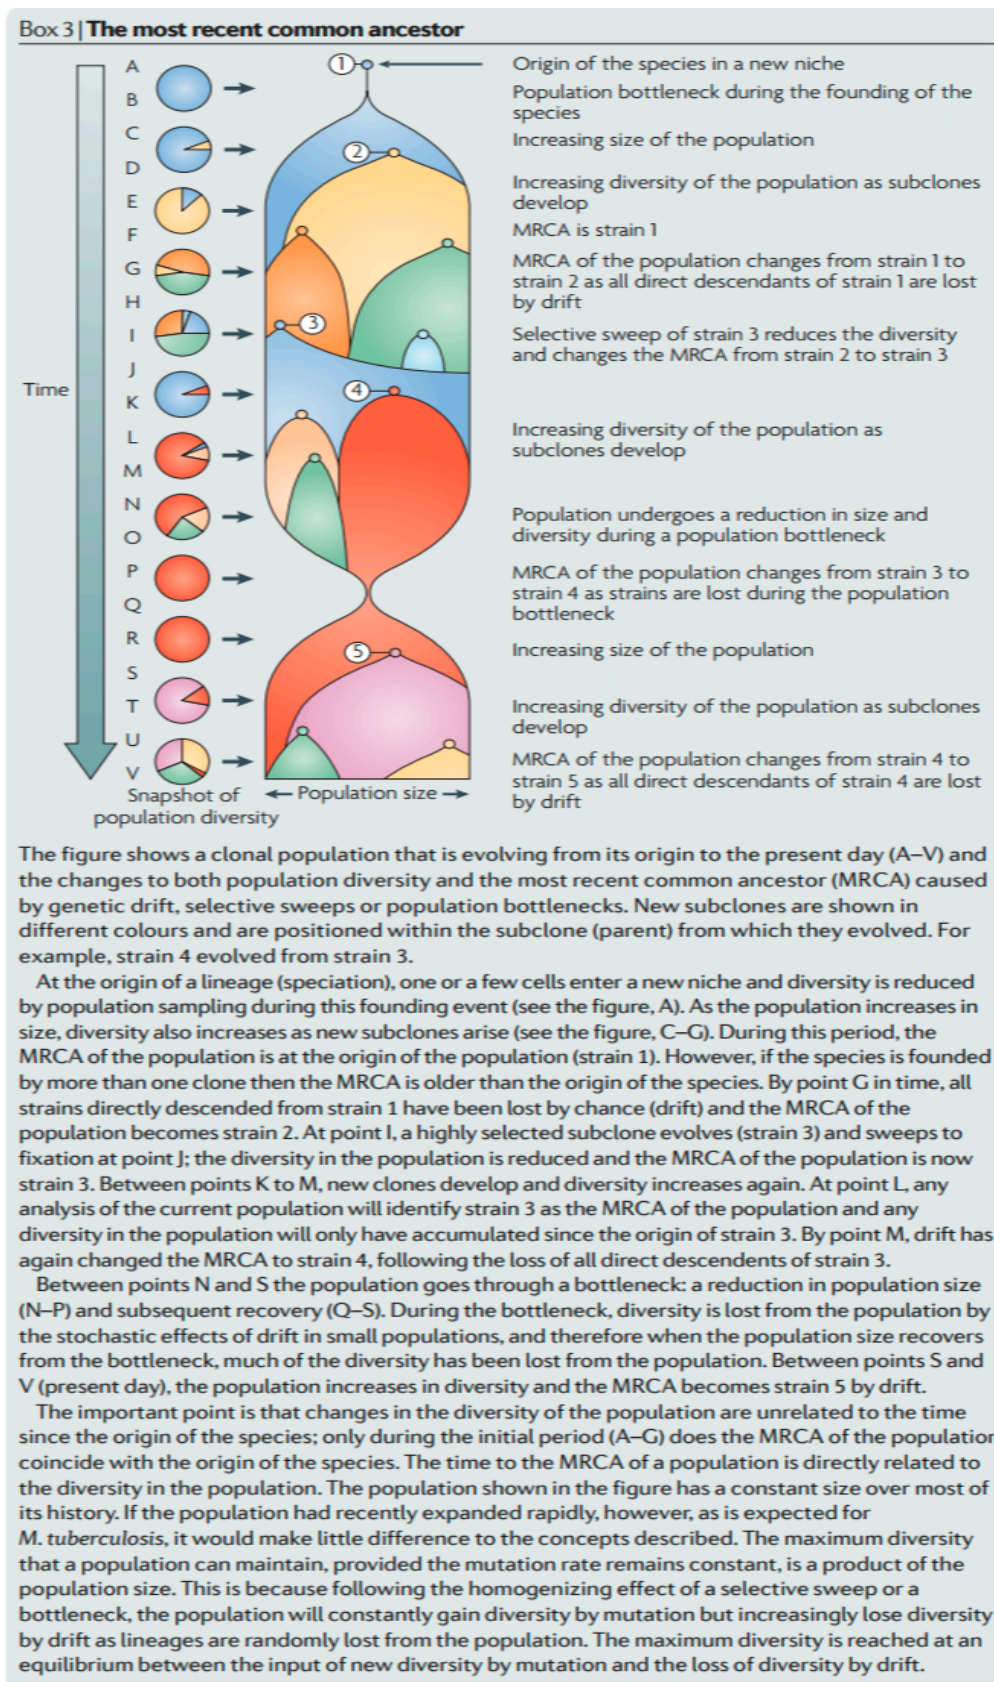 Box 3 | The most recent common ancestor
A
B
C
D
E
F
G
H
I
J
K
L
M
N
O
P
Q
R
S
T
U
V
Time
Snapshot of
population diversity
1
2
3
4
5
Population size
Origin of the species in a new niche
Population bottleneck during the founding of the
species
Increasing size of the population
Increasing diversity of the population as subclones
develop
MRCA is strain 1
MRCA of the population changes from strain 1 to
strain 2 as all direct descendants of strain 1 are lost
by drift
Selective sweep of strain 3 reduces the diversity
and changes the MRCA from strain 2 to strain 3
Increasing diversity of the population as
subclones develop
Population undergoes a reduction in size and
diversity during a population bottleneck
MRCA of the population changes from strain 3 to
strain 4 as strains are lost during the population
bottleneck
Increasing size of the population
Increasing diversity of the population as subclones
develop
MRCA of the population changes from strain 4 to
strain 5 as all direct descendants of strain 4 are lost
by drift
The figure shows a clonal population that is evolving from its origin to the present day (A–V) and
the changes to both population diversity and the most recent common ancestor (MRCA) caused
by genetic drift, selective sweeps or population bottlenecks. New subclones are shown in
different colours and are positioned within the subclone (parent) from which they evolved. For
example, strain 4 evolved from strain 3.
At the origin of a lineage (speciation), one or a few cells enter a new niche and diversity is reduced
by population sampling during this founding event (see the figure, A). As the population increases in
size, diversity also increases as new subclones arise (see the figure, C–G). During this period, the
MRCA of the population is at the origin of the population (strain 1). However, if the species is founded
by more than one clone then the MRCA is older than the origin of the species. By point G in time, all
strains directly descended from strain 1 have been lost by chance (drift) and the MRCA of the
population becomes strain 2. At point I, a highly selected subclone evolves (strain 3) and sweeps to
fixation at point J; the diversity in the population is reduced and the MRCA of the population is now
strain 3. Between points K to M, new clones develop and diversity increases again. At point L, any
analysis of the current population will identify strain 3 as the MRCA of the population and any
diversity in the population will only have accumulated since the origin of strain 3. By point M, drift has
again changed the MRCA to strain 4, following the loss of all direct descendents of strain 3.
Between points N and S the population goes through a bottleneck: a reduction in population size
(N–P) and subsequent recovery (Q–S). During the bottleneck, diversity is lost from the population by
the stochastic effects of drift in small populations, and therefore when the population size recovers
from the bottleneck, much of the diversity has been lost from the population. Between points S and
V (present day), the population increases in diversity and the MRCA becomes strain 5 by drift.
The important point is that changes in the diversity of the population are unrelated to the time
since the origin of the species; only during the initial period (A–G) does the MRCA of the population
coincide with the origin of the species. The time to the MRCA of a population is directly related to
the diversity in the population. The population shown in the figure has a constant size over most of
its history. If the population had recently expanded rapidly, however, as is expected for
M. tuberculosis, it would make little difference to the concepts described. The maximum diversity
that a population can maintain, provided the mutation rate remains constant, is a product of the
population size. This is because following the homogenizing effect of a selective sweep or a
bottleneck, the population will constantly gain diversity by mutation but increasingly lose diversity
by drift as lineages are randomly lost from the population. The maximum diversity is reached at an
equilibrium between the input of new diversity by mutation and the loss of diversity by drift.